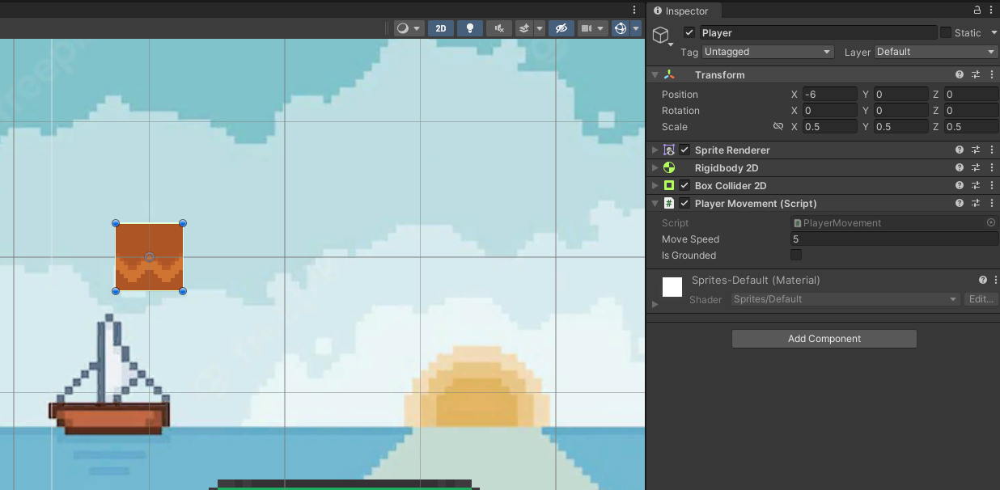 Inspector
2D
Player
Static
Tag Untagged Layer Default
Transform
Position X -6 Y 0 Z 0
Rotation X 0 Y 0 Z 0
Scale X 0.5 Y 0.5 Z 0.5
Sprite Renderer
Rigidbody 2D
Box Collider 2D
# Player Movement (Script)
Script PlayerMovement
Move Speed 5
Is Grounded
Sprites-Default (Material)
Shader Sprites/Default Edit...
Add Component